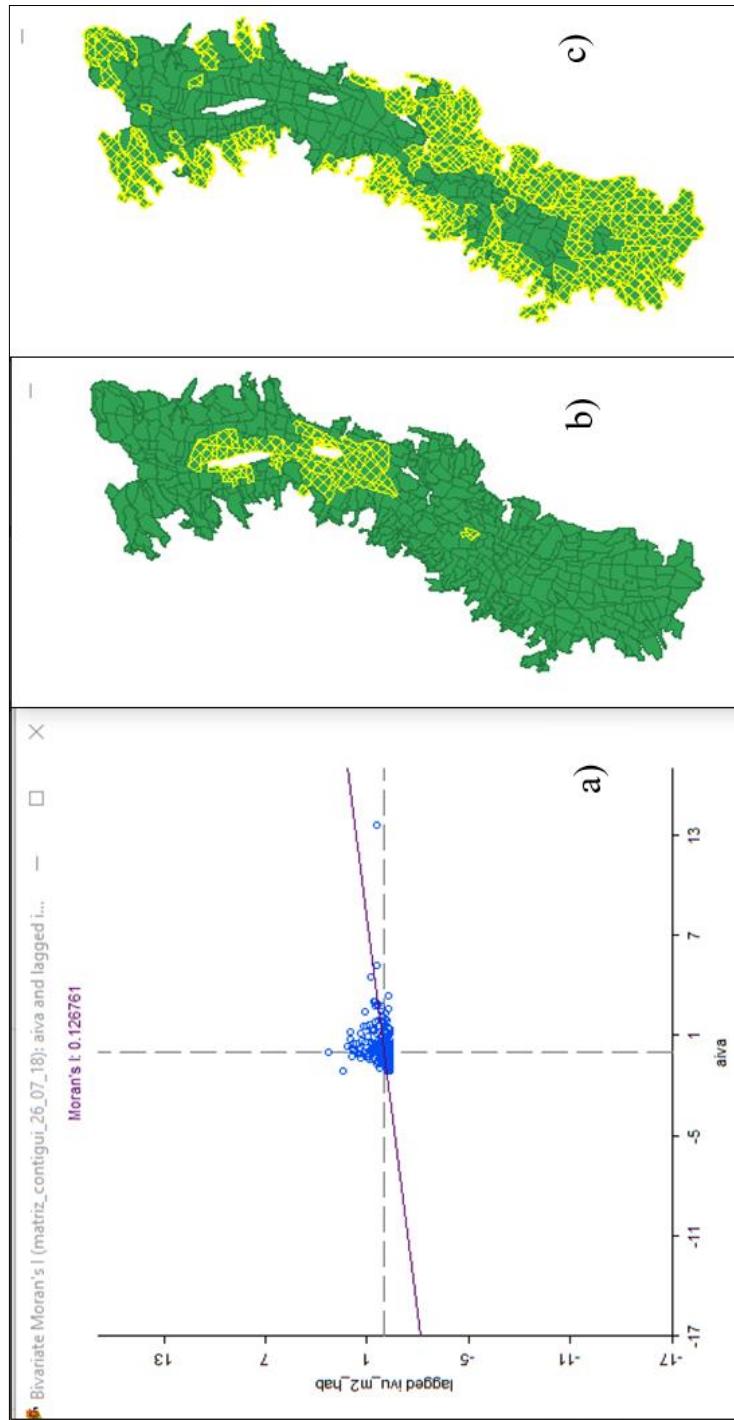 Bivariate Moran's I (matriz_contigui_26_07_18): aiva and lagged i...
Moran's I: 0.126761
lagged ivu_m2_hab
13
7
1
-5
-11
-17
-17
-11
-5
1
7
13
aiva
a)
b)
c)